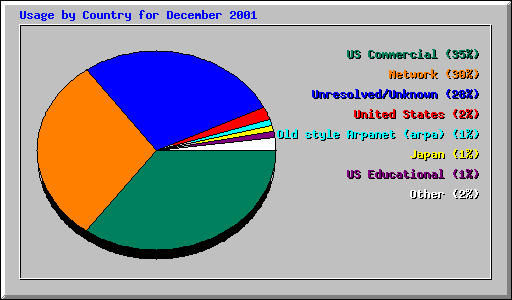 Usage by Country for December 2001
US Commercial (35%)
Network (30%)
Unresolved/Unknown (28%)
United States (2%)
Old style Arpanet (arpa) (1%)
Japan (1%)
US Educational (1%)
Other (2%)